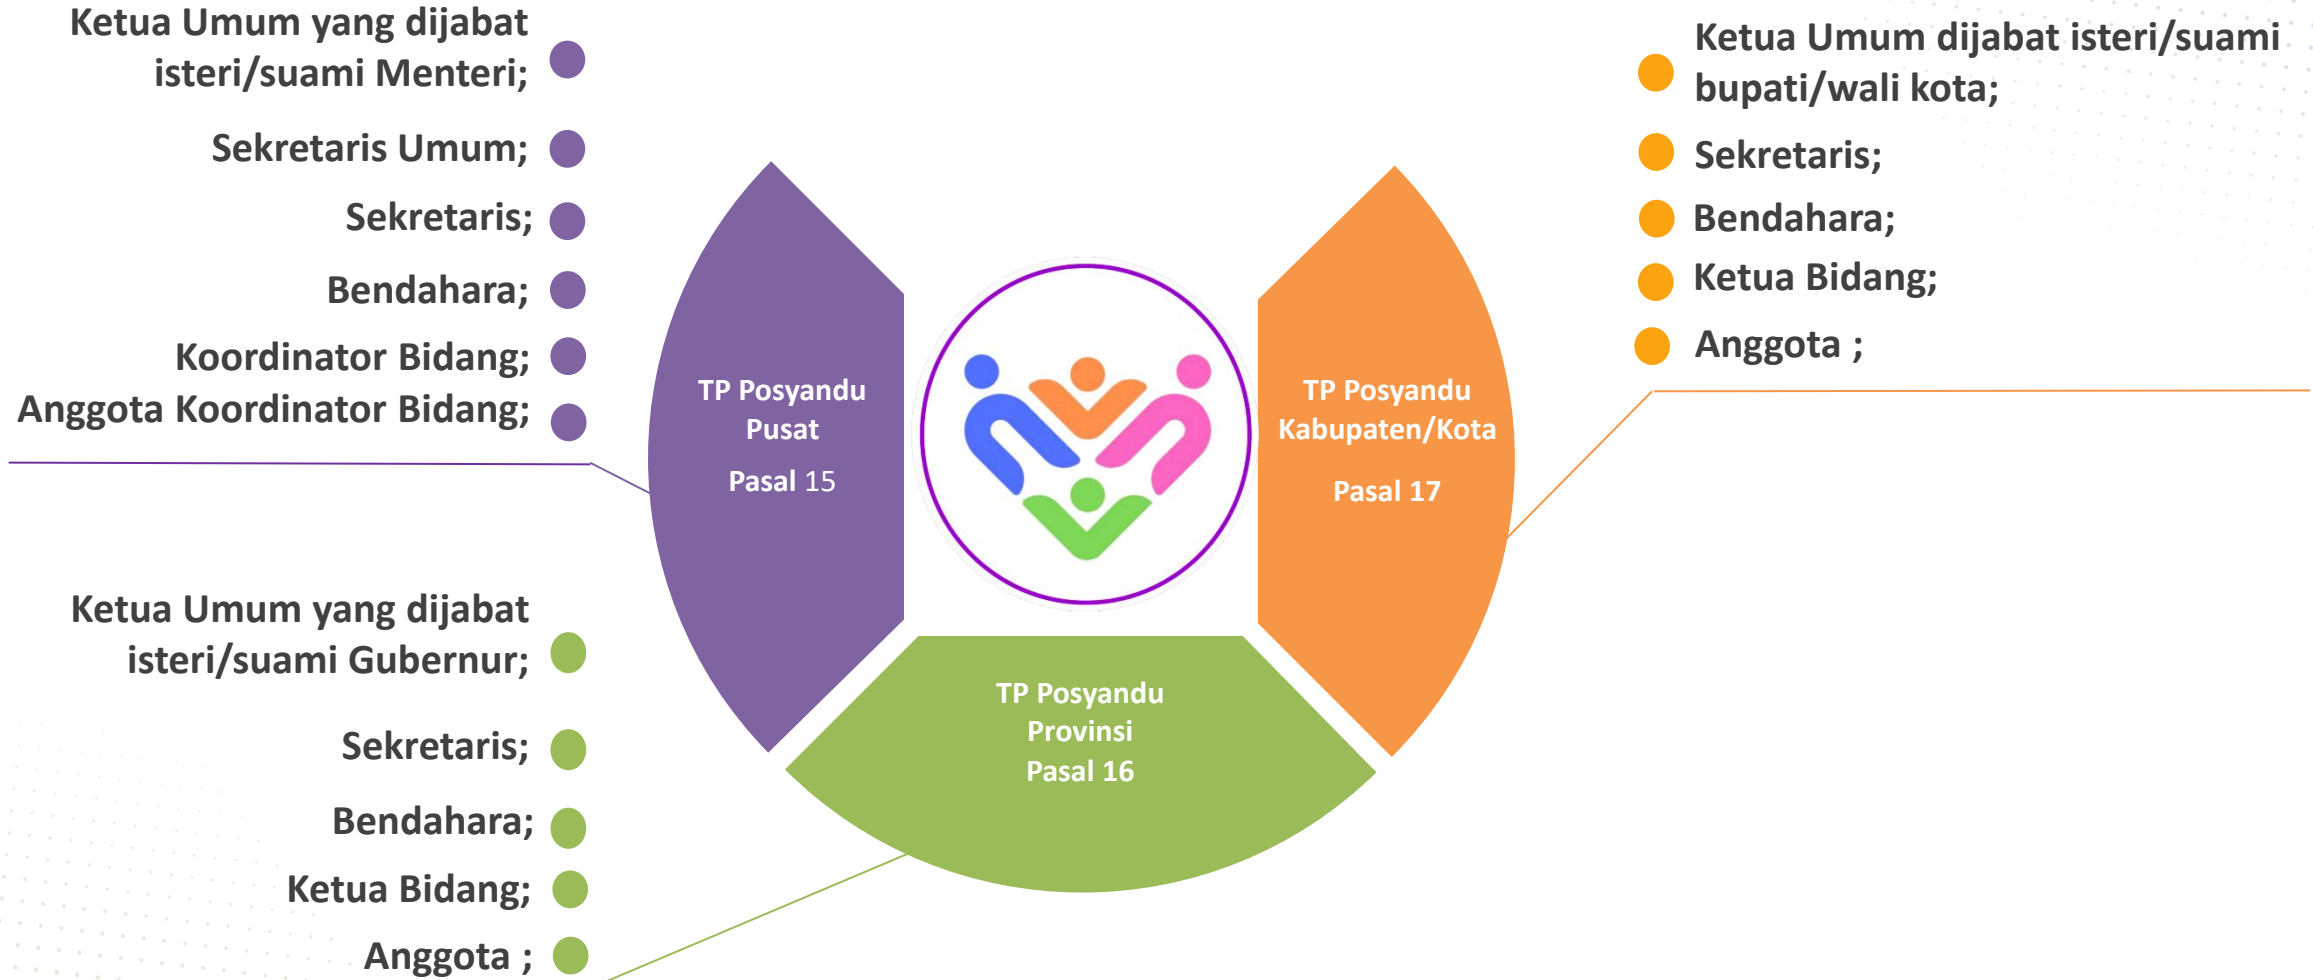 Ketua Umum yang dijabat
isteri/suami Menteri;
Sekretaris Umum;
Sekretaris;
Bendahara;
Koordinator Bidang;
Anggota Koordinator Bidang;
TP Posyandu
Pusat
Pasal 15
Ketua Umum dijabat isteri/suami
bupati/wali kota;
Sekretaris;
Bendahara;
Ketua Bidang;
Anggota ;
TP Posyandu
Kabupaten/Kota
Pasal 17
Ketua Umum yang dijabat
isteri/suami Gubernur;
Sekretaris;
Bendahara;
Ketua Bidang;
Anggota ;
TP Posyandu
Provinsi
Pasal 16